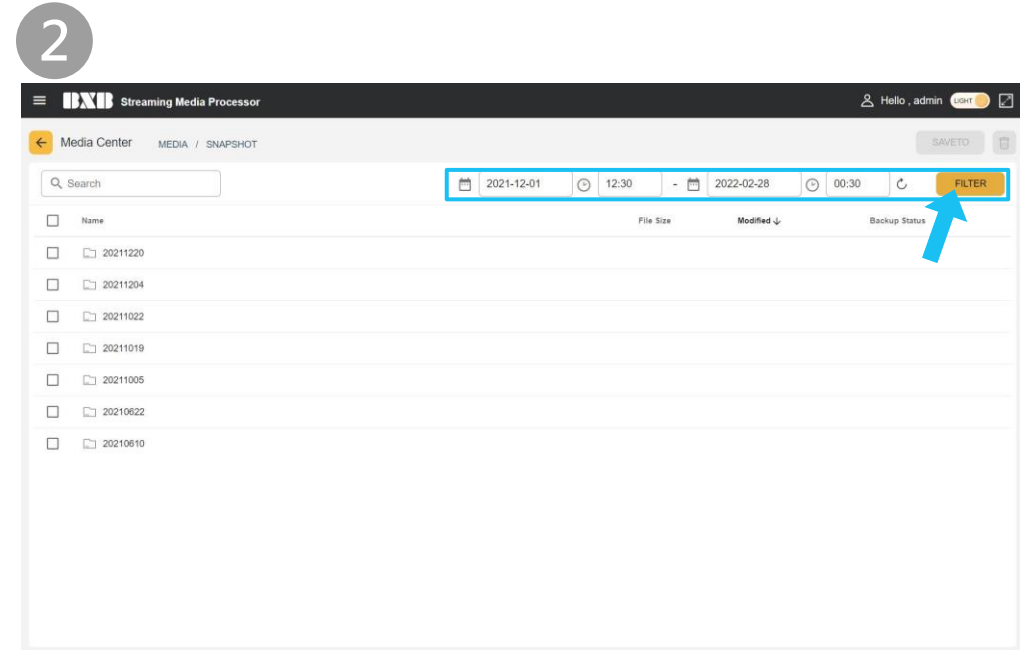 2
BXB Streaming Media Processor Hello , admin LIGHT
Media Center MEDIA / SNAPSHOT SAVETO
Search 2021-12-01 12:30 - 2022-02-28 00:30 FILTER
Name File Size Modified Backup Status
20211220
20211204
20211022
20211019
20211005
20210622
20210610